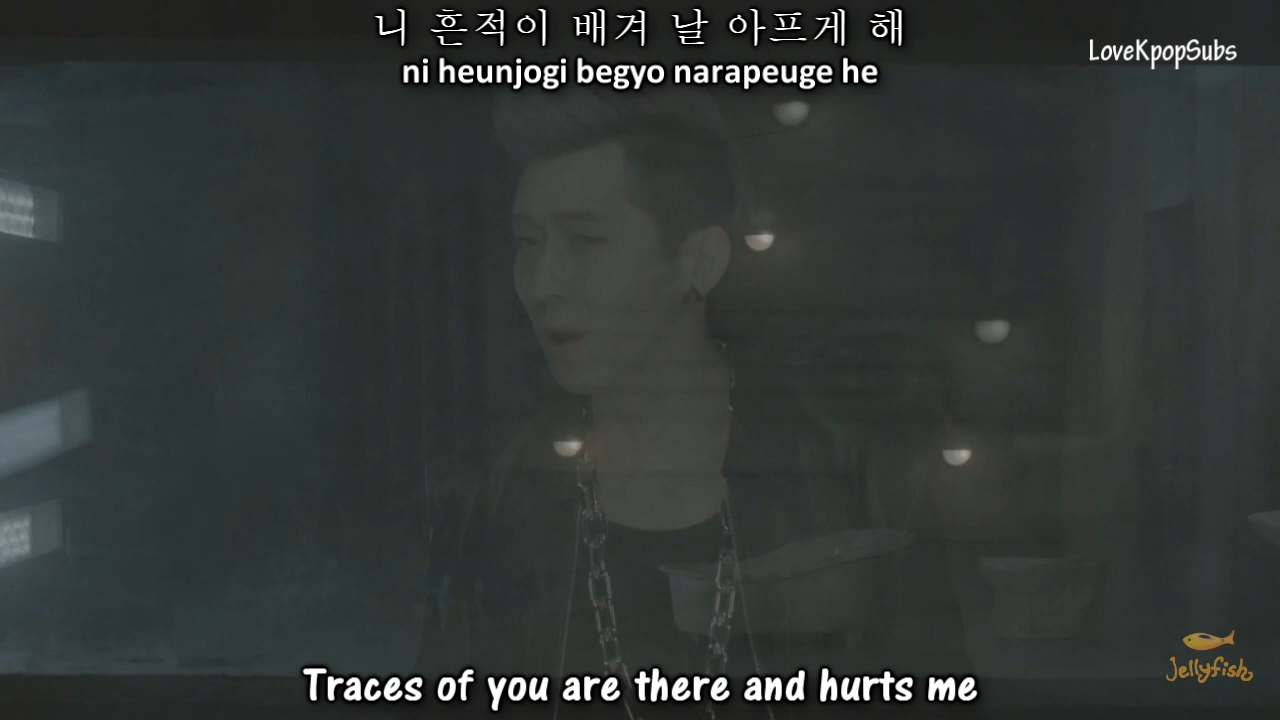 니 흔적이 배겨 날 아프게 해
ni heunjogi begyo narapeuge he
LoveKpopSubs
Jellyfish
Traces of you are there and hurts me